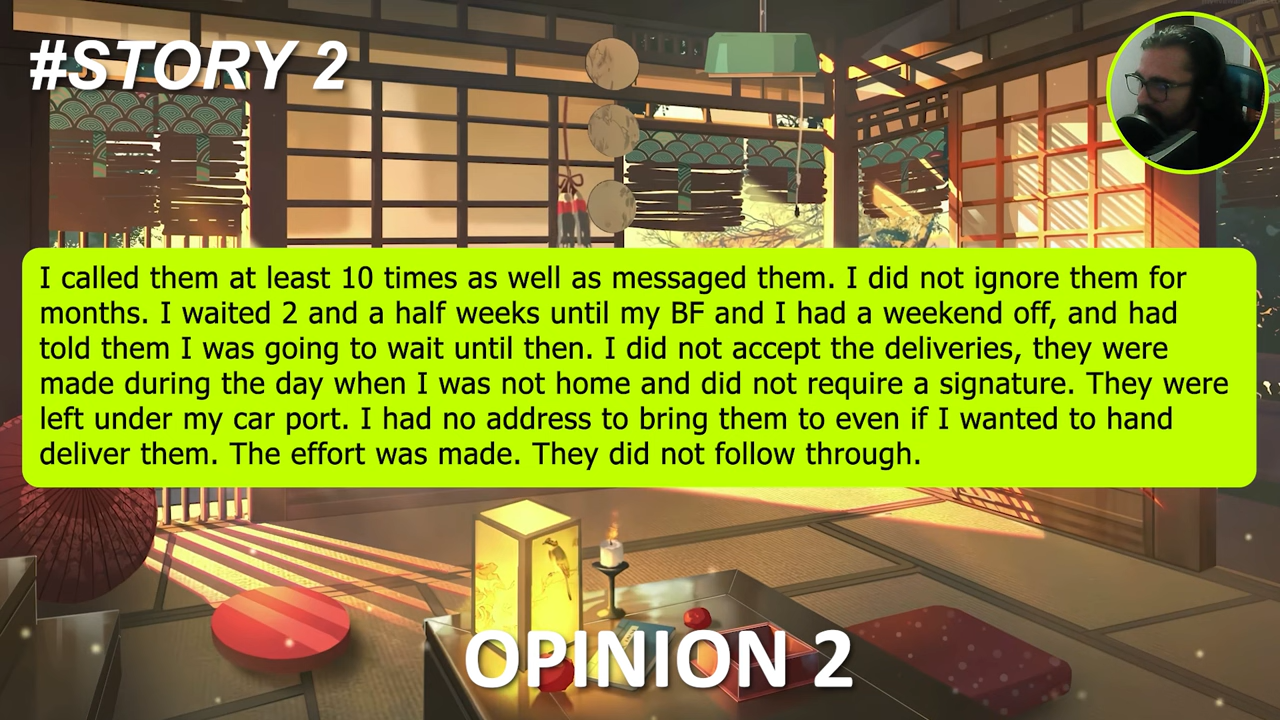 #STORY 2
I called them at least 10 times as well as messaged them. I did not ignore them for
months. I waited 2 and a half weeks until my BF and I had a weekend off, and had
told them I was going to wait until then. I did not accept the deliveries, they were
made during the day when I was not home and did not require a signature. They were
left under my car port. I had no address to bring them to even if I wanted to hand
deliver them. The effort was made. They did not follow through.
OPINION 2